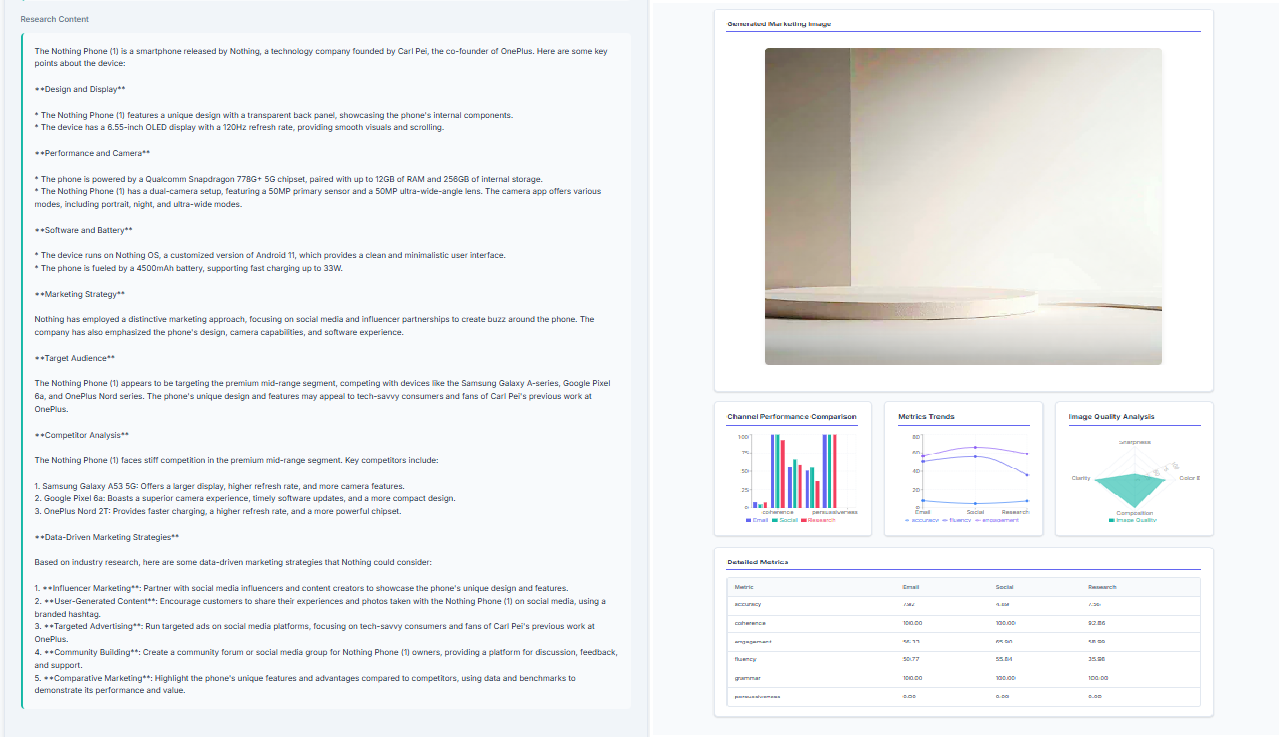 Research Content
The Nothing Phone (1) is a smartphone released by Nothing, a technology company founded by Carl Pei, the co-founder of OnePlus. Here are some key
points about the device:
**Design and Display**
* The Nothing Phone (1) features a unique design with a transparent back panel, showcasing the phone's internal components.
* The device has a 6.55-inch OLED display with a 120Hz refresh rate, providing smooth visuals and scrolling.
**Performance and Camera**
* The phone is powered by a Qualcomm Snapdragon 778G+ 5G chipset, paired with up to 12GB of RAM and 256GB of internal storage.
* The Nothing Phone (1) has a dual-camera setup, featuring a 50MP primary sensor and a 50MP ultra-wide-angle lens. The camera app offers various
modes, including portrait, night, and ultra-wide modes.
**Software and Battery**
* The device runs on Nothing OS, a customized version of Android 11, which provides a clean and minimalistic user interface.
* The phone is fueled by a 4500mAh battery, supporting fast charging up to 33W.
**Marketing Strategy**
Nothing has employed a distinctive marketing approach, focusing on social media and influencer partnerships to create buzz around the phone. The
company has also emphasized the phone's design, camera capabilities, and software experience.
**Target Audience**
The Nothing Phone (1) appears to be targeting the premium mid-range segment, competing with devices like the Samsung Galaxy A-series, Google Pixel
6a, and OnePlus Nord series. The phone's unique design and features may appeal to tech-savvy consumers and fans of Carl Pei's previous work at
OnePlus.
**Competitor Analysis**
The Nothing Phone (1) faces stiff competition in the premium mid-range segment. Key competitors include:
1. Samsung Galaxy A53 5G: Offers a larger display, higher refresh rate, and more camera features.
2. Google Pixel 6a: Boasts a superior camera experience, timely software updates, and a more compact design.
3. OnePlus Nord 2T: Provides faster charging, a higher refresh rate, and a more powerful chipset.
**Data-Driven Marketing Strategies**
Based on industry research, here are some data-driven marketing strategies that Nothing could consider:
1. **Influencer Marketing**: Partner with social media influencers and content creators to showcase the phone's unique design and features.
2. **User-Generated Content**: Encourage customers to share their experiences and photos taken with the Nothing Phone (1) on social media, using a
branded hashtag.
3. **Targeted Advertising**: Run targeted ads on social media platforms, focusing on tech-savvy consumers and fans of Carl Pei's previous work at
OnePlus.
4. **Community Building**: Create a community forum or social media group for Nothing Phone (1) owners, providing a platform for discussion, feedback,
and support.
5. **Comparative Marketing**: Highlight the phone's unique features and advantages compared to competitors, using data and benchmarks to
demonstrate its performance and value.
Generated Marketing Image
Channel Performance Comparison
100
75
50
25
0
coherence persuasiveness
Email Social Research
Metrics Trends
80
60
40
20
0
Email Social Research
accuracy fluency engagement
Image Quality Analysis
Sharpness
Clarity
Color B
Composition
Image Quality
Detailed Metrics
Metric Email Social Research
accuracy
coherence 100.00 100.00 92.86
engagement
fluency 50.77 55.84 35.98
grammar 100.00 100.00 100.00
persuasiveness 0.00 0.00 0.00